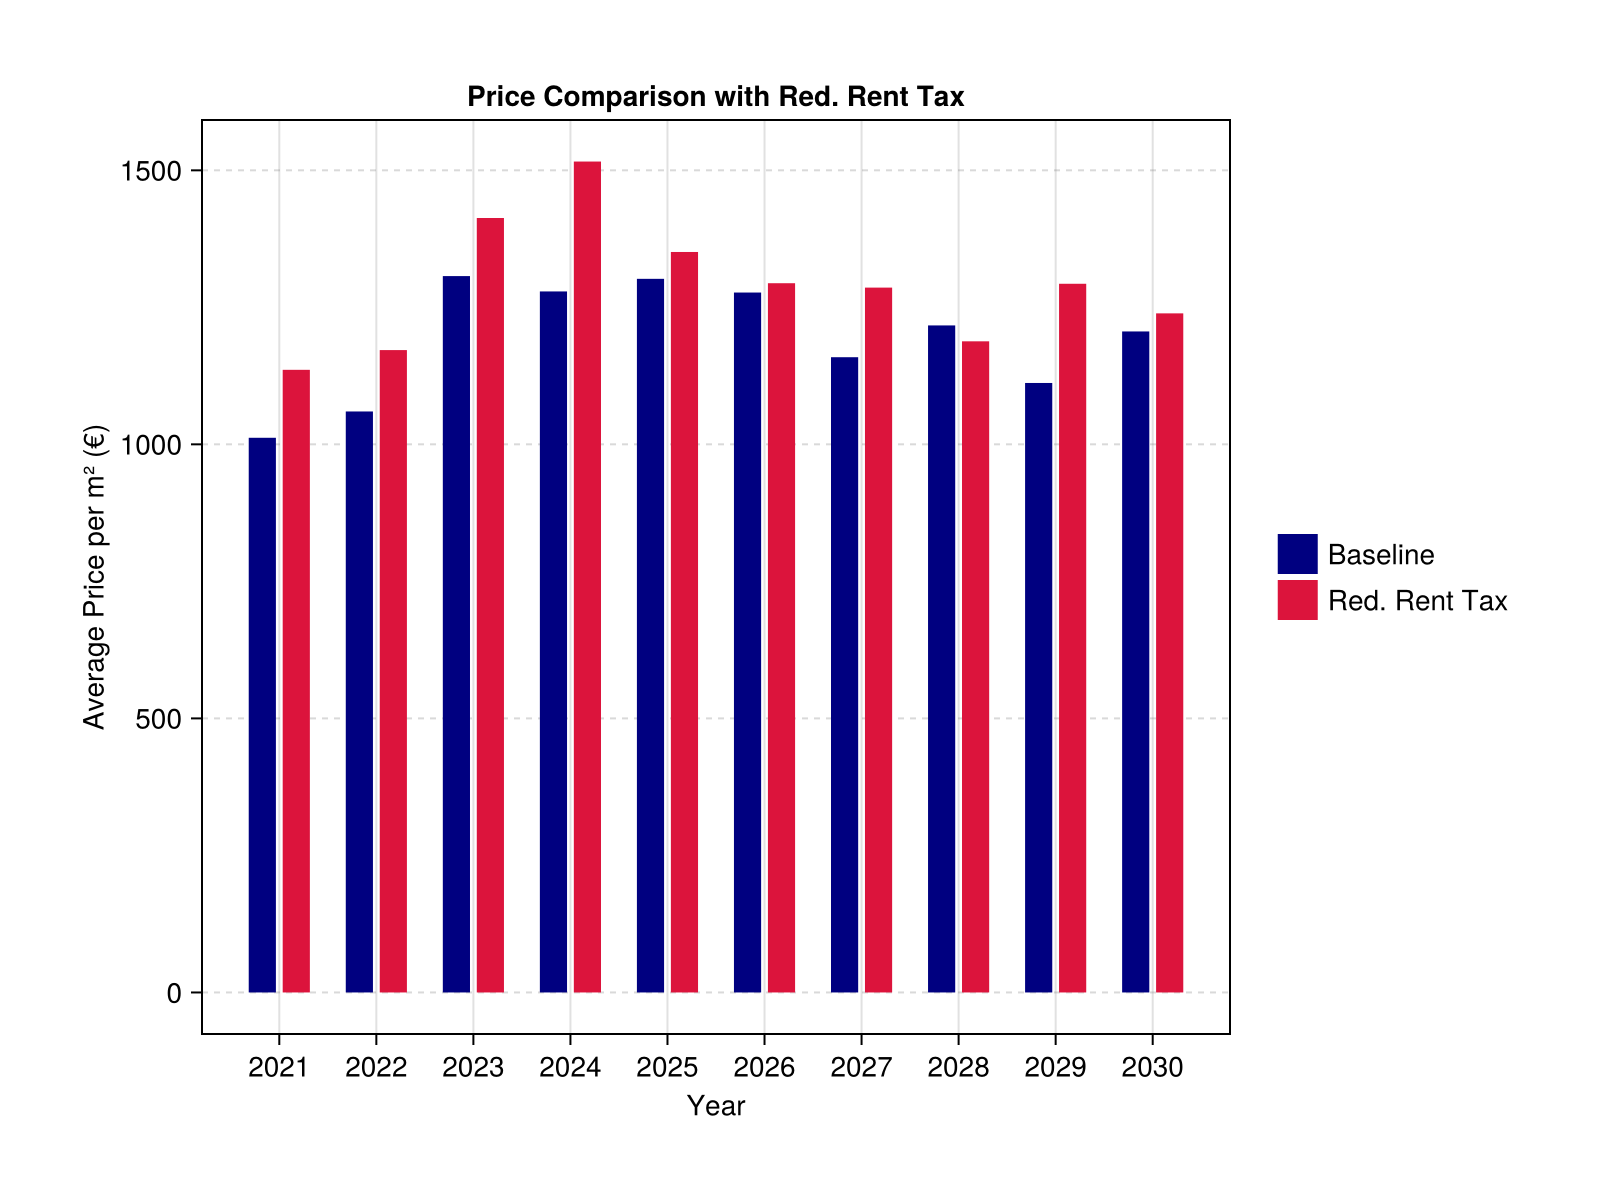 Price Comparison with Red. Rent Tax
Average Price per m² (€)
1500
1000
500
0
2021 2022 2023 2024 2025 2026 2027 2028 2029 2030
Year
Baseline
Red. Rent Tax